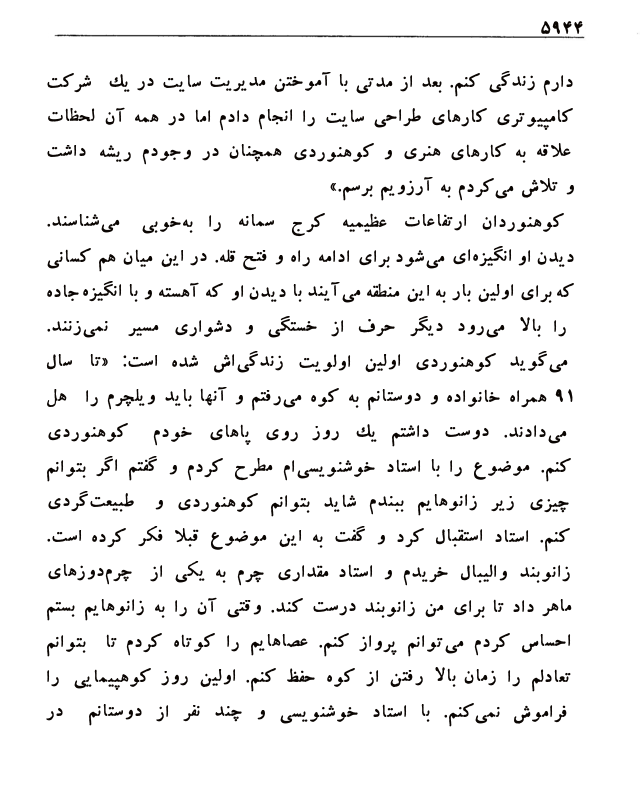 ۵۹۴۴
دارم زندگی کنم. بعد از مدتی با آموختن مدیریت سایت در یك شرکت
کامپیوتری کارهای طراحی سایت را انجام دادم اما در همه آن لحظات
علاقه به کارهای هنری و کوهنوردی همچنان در وجودم ریشه داشت
و تلاش می‌کردم به آرزویم برسم.»
کوهنوردان ارتفاعات عظیمیه کرج سمانه را به‌خوبی می‌شناسند.
دیدن او انگیزه‌ای می‌شود برای ادامه راه و فتح قله. در این میان هم کسانی
که برای اولین بار به این منطقه می‌آیند با دیدن او که آهسته و با انگیزه جاده
را بالا می‌رود دیگر حرف از خستگی و دشواری مسیر نمی‌زنند.
می‌گوید کوهنوردی اولین اولویت زندگی‌اش شده است: «تا سال
۹۱ همراه خانواده و دوستانم به کوه می‌رفتم و آنها باید ویلچرم را هل
می‌دادند. دوست داشتم یك روز روی پاهای خودم کوهنوردی
کنم. موضوع را با استاد خوشنویسی‌ام مطرح کردم و گفتم اگر بتوانم
چیزی زیر زانوهایم ببندم شاید بتوانم کوهنوردی و طبیعت‌گردی
کنم. استاد استقبال کرد و گفت به این موضوع قبلا فکر کرده است.
زانوبند والیبال خریدم و استاد مقداری چرم به یکی از چرم‌دوزهای
ماهر داد تا برای من زانوبند درست کند. وقتی آن را به زانوهایم بستم
احساس کردم می‌توانم پرواز کنم. عصاهایم را کوتاه کردم تا بتوانم
تعادلم را زمان بالا رفتن از کوه حفظ کنم. اولین روز کوهپیمایی را
فراموش نمی‌کنم. با استاد خوشنویسی و چند نفر از دوستانم در